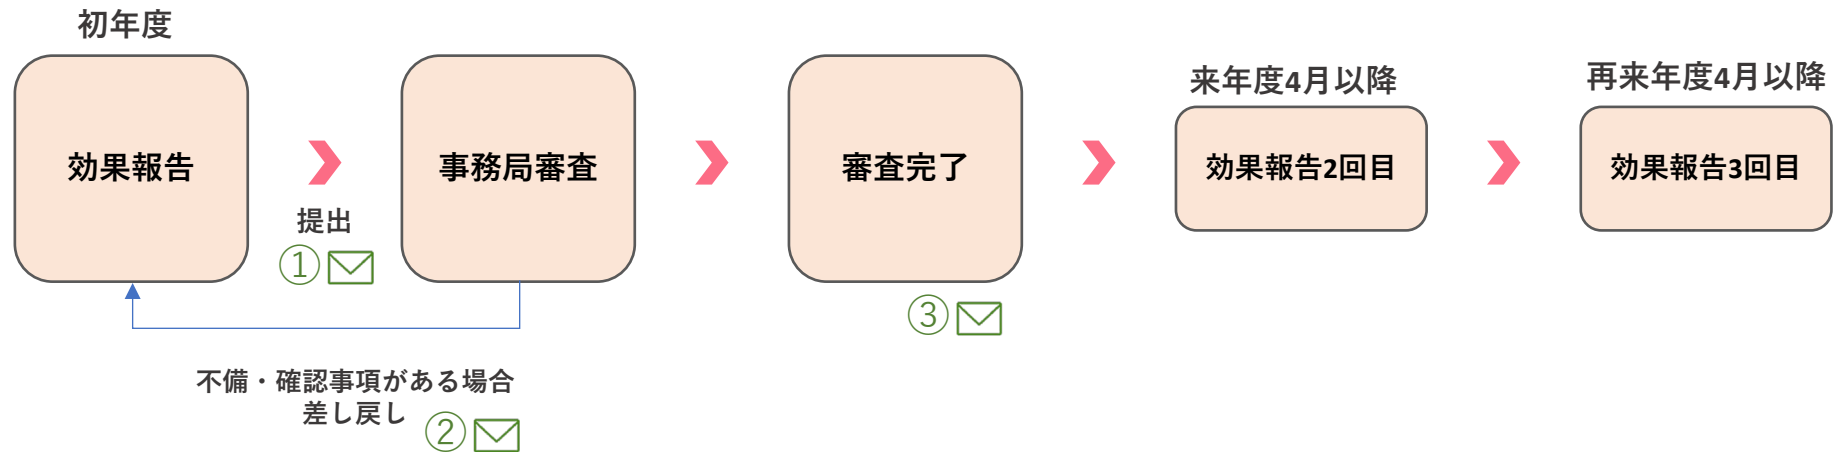 初年度
効果報告
提出
①
事務局審査
不備・確認事項がある場合
差し戻し
②
審査完了
③
来年度4月以降
効果報告2回目
再来年度4月以降
効果報告3回目